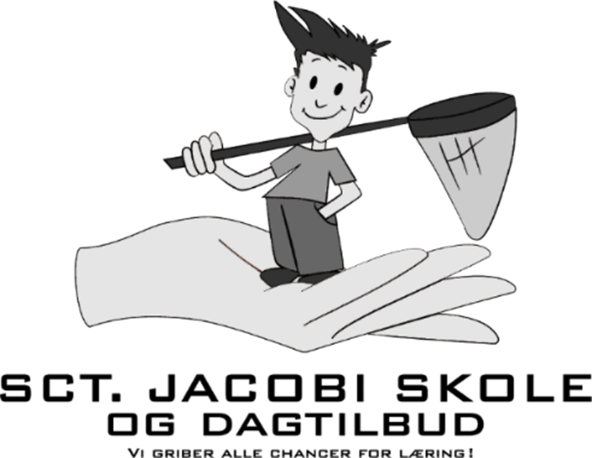 SCT. JACOBI SKOLE
OG DAGTILBUD
VI GRIBER ALLE CHANCER FOR LÆRING!